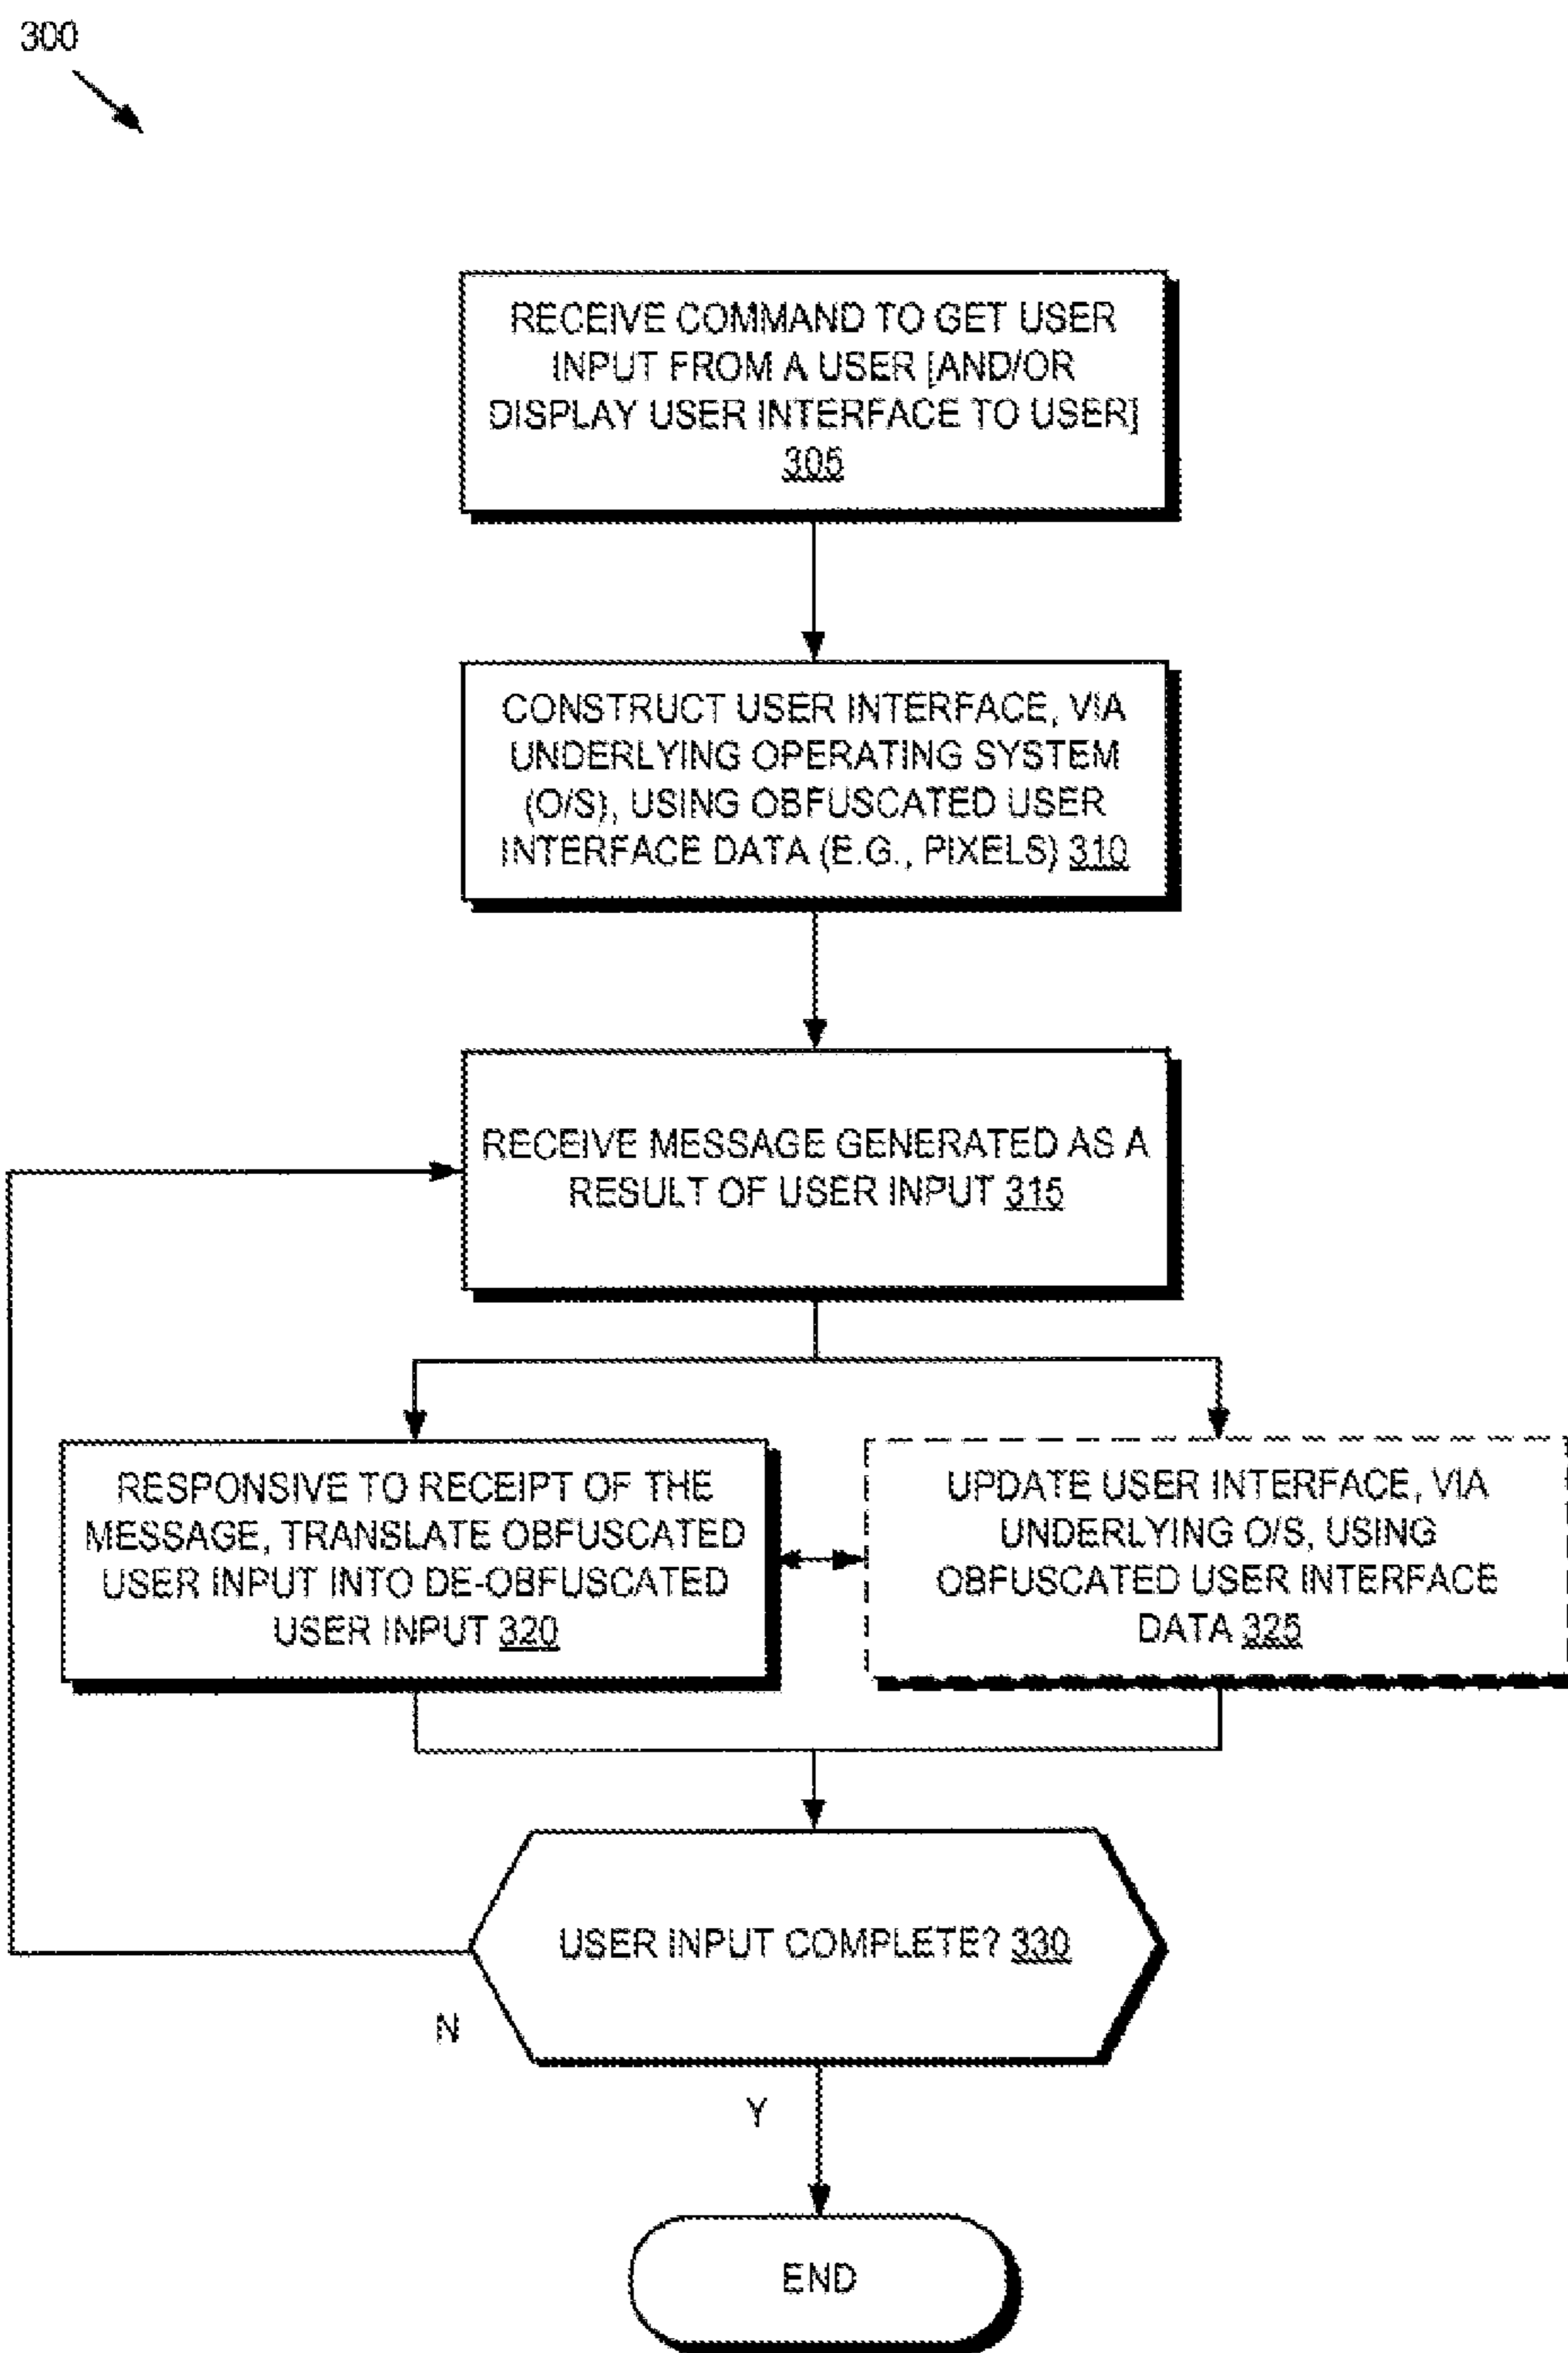 300
RECEIVE COMMAND TO GET USER
INPUT FROM A USER [AND/OR
DISPLAY USER INTERFACE TO USER]
305
CONSTRUCT USER INTERFACE, VIA
UNDERLYING OPERATING SYSTEM
(O/S), USING OBFUSCATED USER
INTERFACE DATA (E.G., PIXELS) 310
RECEIVE MESSAGE GENERATED AS A
RESULT OF USER INPUT 315
RESPONSIVE TO RECEIPT OF THE
MESSAGE, TRANSLATE OBFUSCATED
USER INPUT INTO DE-OBFUSCATED
USER INPUT 320
UPDATE USER INTERFACE, VIA
UNDERLYING O/S, USING
OBFUSCATED USER INTERFACE
DATA 325
USER INPUT COMPLETE? 330
N
Y
END